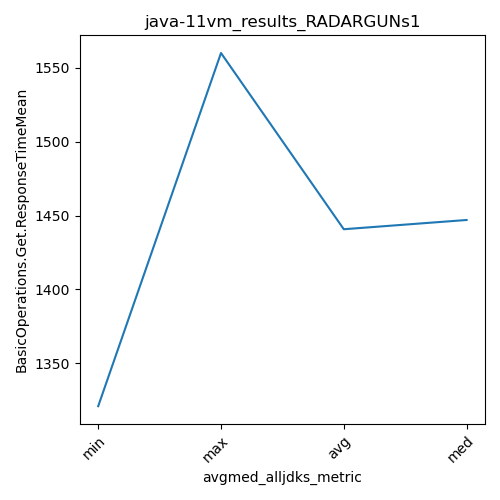 java-11vm_results_RADARGUNs1
BasicOperations.Get.ResponseTimeMean
1550
1500
1450
1400
1350
min
max
avg
med
avgmed_alljdks_metric